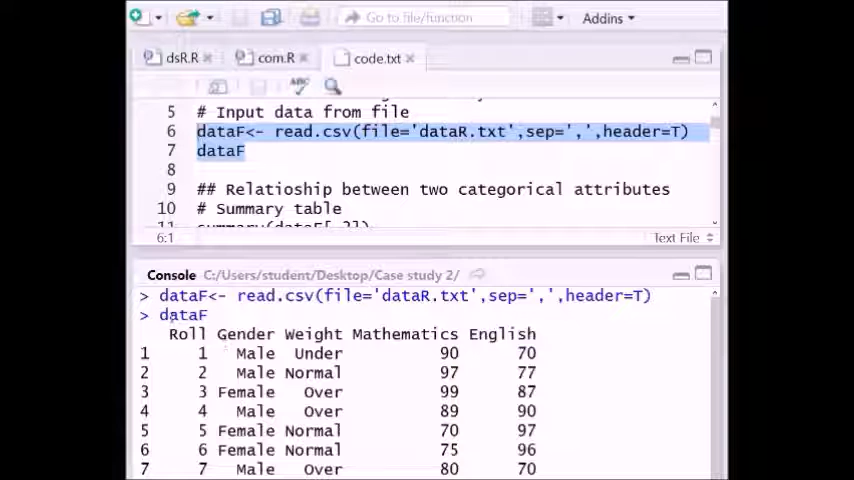 Go to file/function Addins
dsR.R com.R code.txt
ABC
5 # Input data from file
6 dataF<- read.csv(file='dataR.txt',sep=',',header=T)
7 dataF
8
9 ## Relatioship between two categorical attributes
10 # Summary table
11 summary(dataF[,2])
6:1 Text File
Console C:/Users/student/Desktop/Case study 2/
> dataF<- read.csv(file='dataR.txt',sep=',',header=T)
> dataF
Roll Gender Weight Mathematics English
1 1 Male Under 90 70
2 2 Male Normal 97 77
3 3 Female Over 99 87
4 4 Male Over 89 90
5 5 Female Normal 70 97
6 6 Female Normal 75 96
7 7 Male Over 80 70